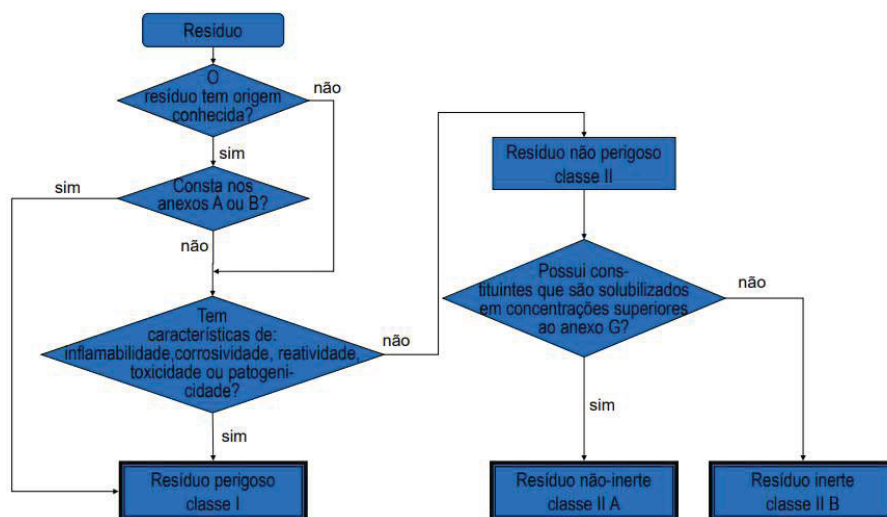 Resíduo
O
resíduo tem origem
conhecida?
não
sim
Consta nos
anexos A ou B?
sim
não
Tem
características de:
inflamabilidade,corrosividade, reatividade,
toxicidade ou patogeni-
cidade?
não
sim
Resíduo perigoso
classe I
Resíduo não perigoso
classe II
Possui cons-
tituintes que são solubilizados
em concentrações superiores
ao anexo G?
não
sim
Resíduo não-inerte
classe II A
Resíduo inerte
classe II B